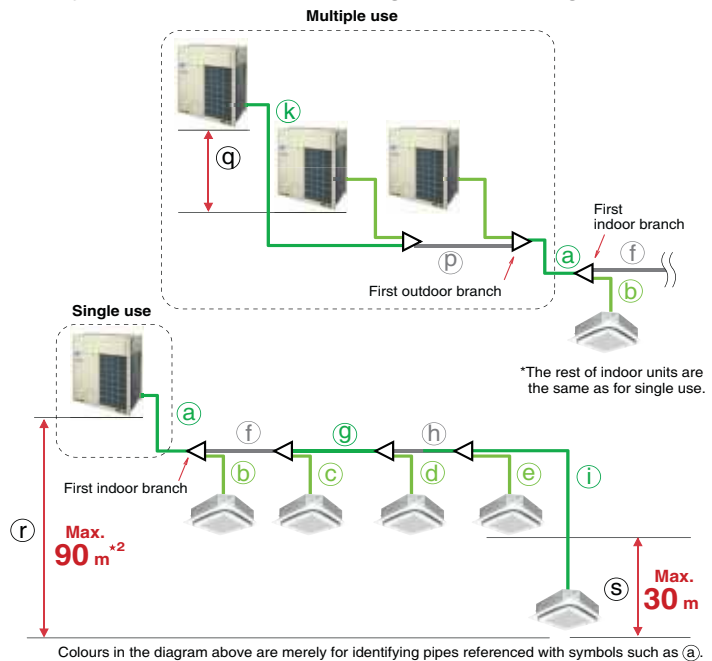 Multiple use
ⓚ
ⓠ
First
indoor branch
ⓟ
ⓐ
ⓕ
ⓑ
First outdoor branch
Single use
*The rest of indoor units are
the same as for single use.
ⓐ
ⓕ
ⓖ
ⓗ
ⓑ
ⓒ
ⓓ
ⓔ
ⓘ
First indoor branch
ⓡ
Max.
90 m*2
ⓢ
Max.
30 m
Colours in the diagram above are merely for identifying pipes referenced with symbols such as ⓐ.